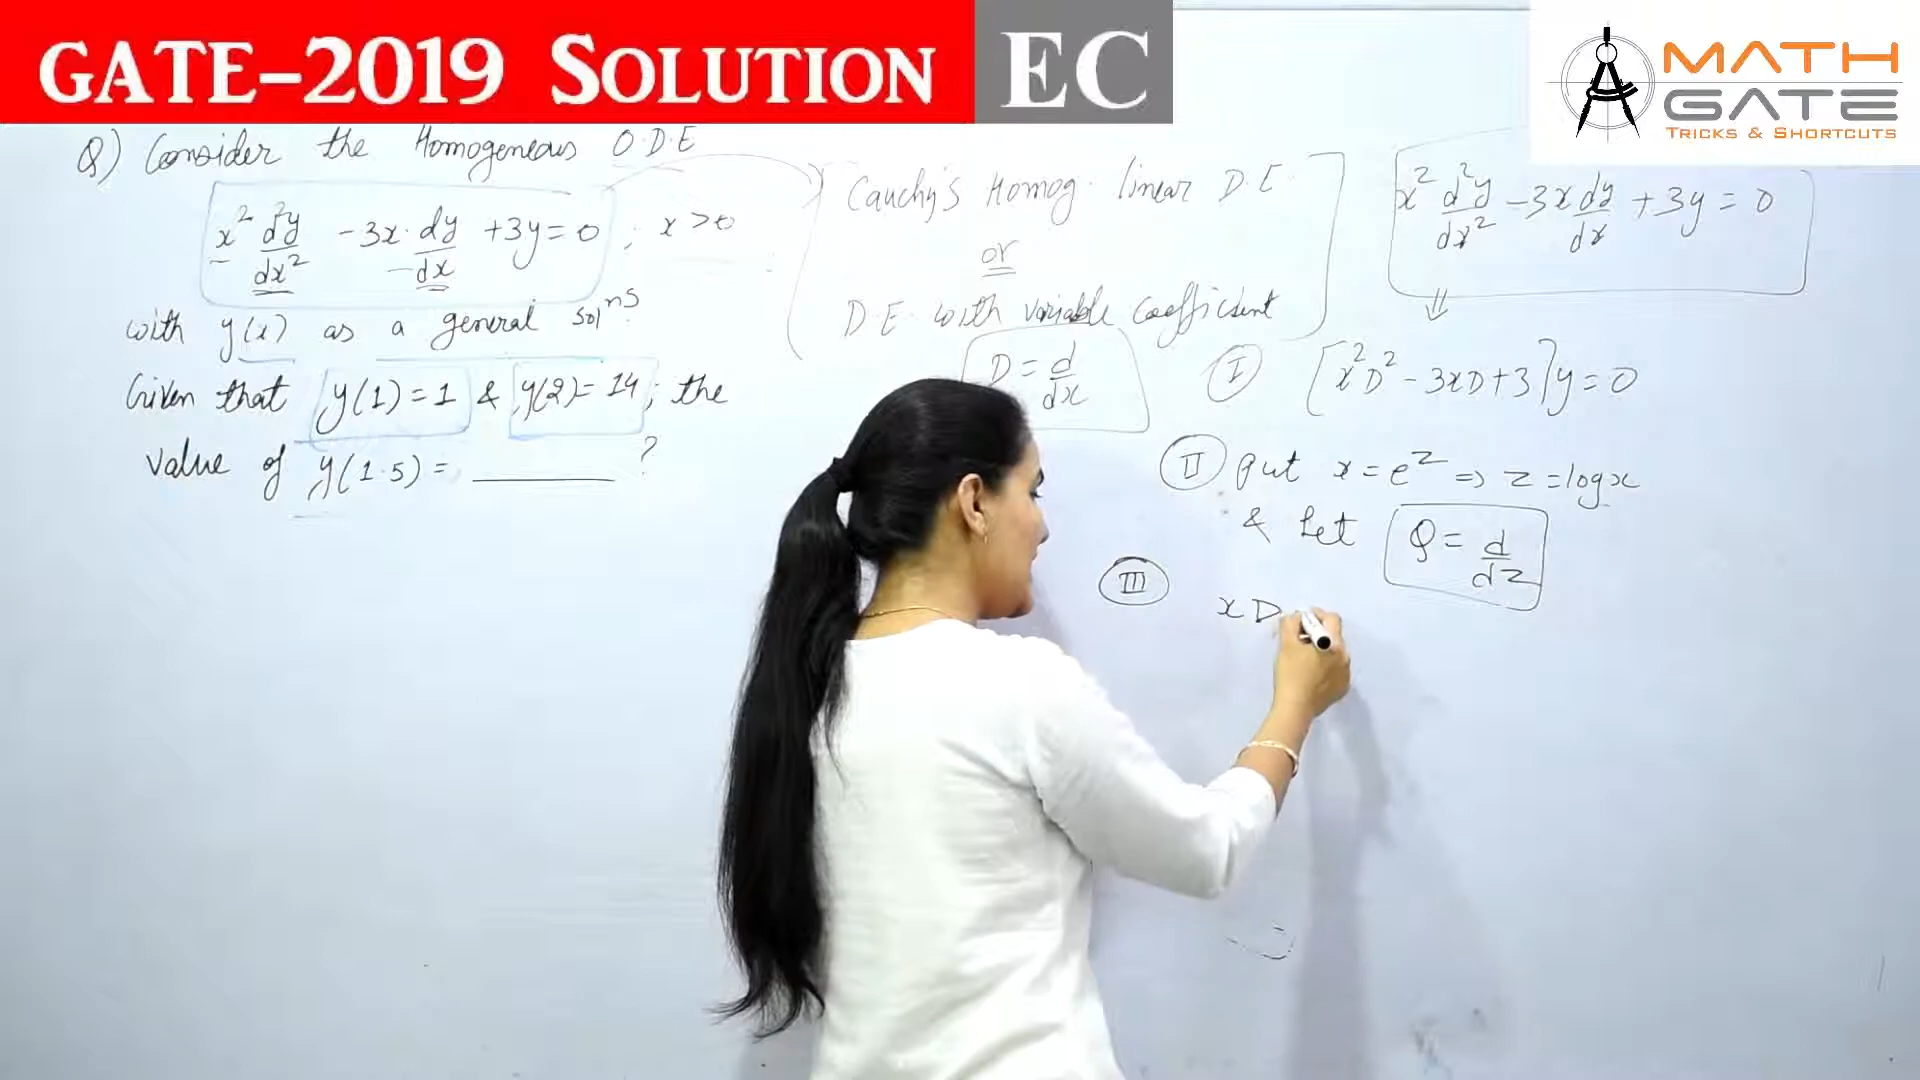 GATE-2019 SOLUTION EC
MATH
GATE
TRICKS & SHORTCUTS
Q) Consider the Homogeneous O.D.E
x² d²y/dx² - 3x. dy/dx + 3y = 0 ; x > 0
with y(x) as a general solⁿˢ
Given that y(1) = 1 & y(2) = 14 ; the
value of y(1.5) = ________ ?
Cauchy's Homog. linear D.E.
or
D.E. with variable coefficient
D = d/dx
x² d²y/dx² - 3x dy/dx + 3y = 0
⇓
I [x²D² - 3xD + 3]y = 0
II put x = e^z ⇒ z = logx
& let Q = d/dz
III xD